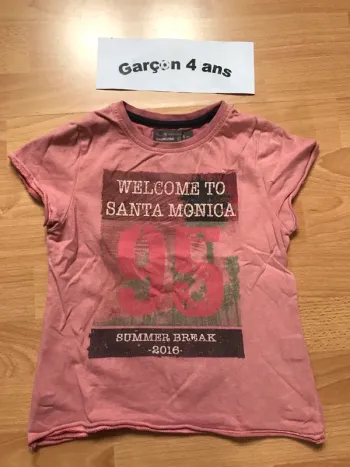 Garçon 4 ans
WELCOME TO
SANTA MONICA
95
SUMMER BREAK
-2016-